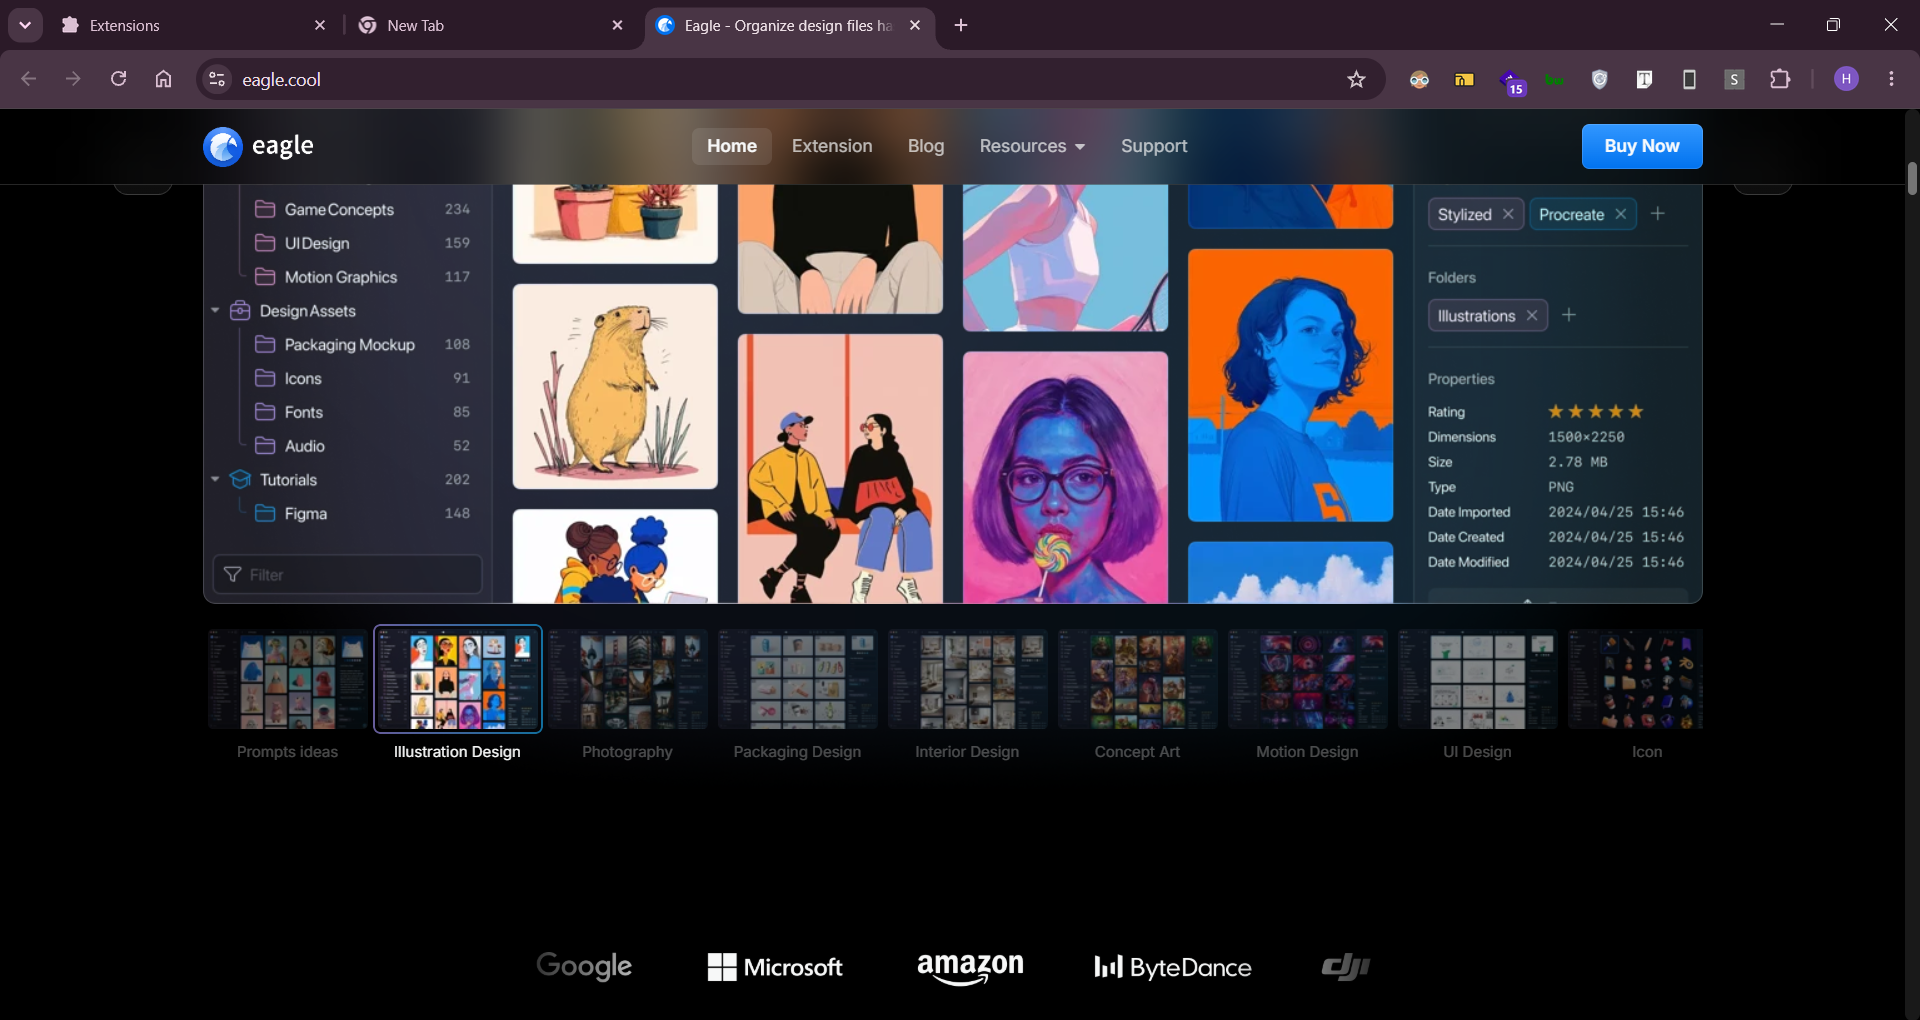 Extensions
New Tab
Eagle - Organize design files ha
eagle.cool
15
bw
T
S
H
eagle
Home
Extension
Blog
Resources
Support
Buy Now
Game Concepts 234
UI Design 159
Motion Graphics 117
Design Assets
Packaging Mockup 108
Icons 91
Fonts 85
Audio 52
Tutorials 202
Figma 148
Filter
S
Stylized
Procreate
Folders
Illustrations
Properties
Rating
Dimensions 1500×2250
Size 2.78 MB
Type PNG
Date Imported 2024/04/25 15:46
Date Created 2024/04/25 15:46
Date Modified 2024/04/25 15:46
Prompts ideas
Illustration Design
Photography
Packaging Design
Interior Design
Concept Art
Motion Design
UI Design
Icon
Google
Microsoft
amazon
ByteDance
dji